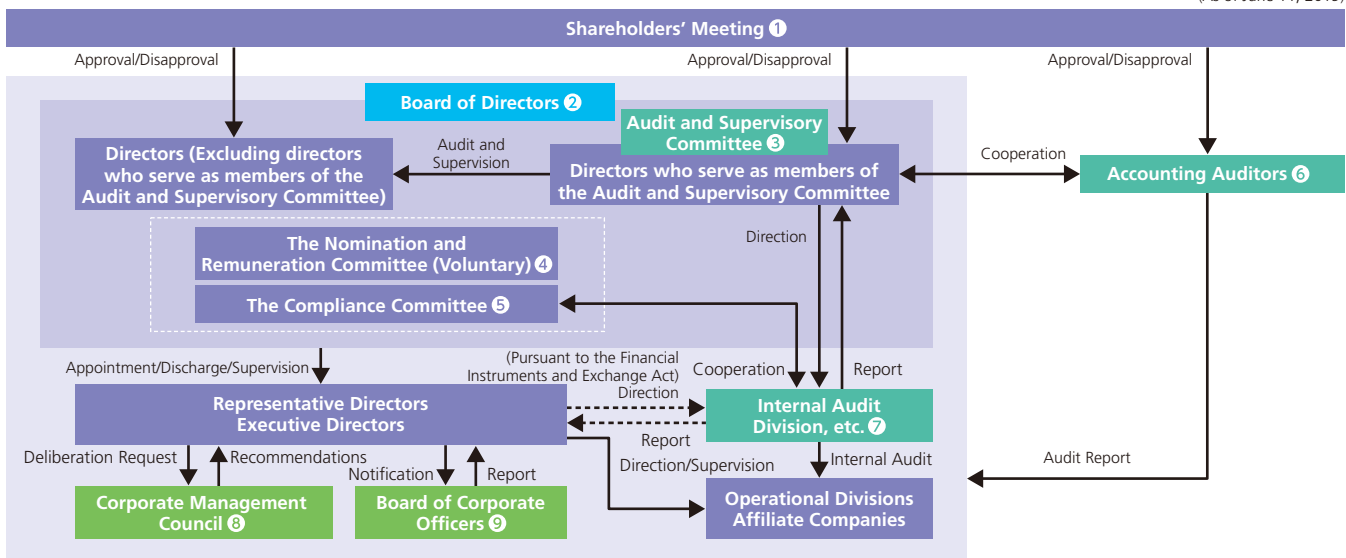 Shareholders' Meeting ❶
Approval/Disapproval
Approval/Disapproval
Approval/Disapproval
Board of Directors ❷
Audit and Supervisory
Committee ❸
Directors (Excluding directors
who serve as members of the
Audit and Supervisory Committee)
Audit and
Supervision
Directors who serve as members of
the Audit and Supervisory Committee
Cooperation
Accounting Auditors ❻
The Nomination and
Remuneration Committee (Voluntary) ❹
Direction
The Compliance Committee ❺
Appointment/Discharge/Supervision
(Pursuant to the Financial
Instruments and Exchange Act)
Direction
Cooperation
Report
Representative Directors
Executive Directors
Internal Audit
Division, etc. ❼
Report
Deliberation Request
Recommendations
Notification
Report
Direction/Supervision
Internal Audit
Audit Report
Corporate Management
Council ❽
Board of Corporate
Officers ❾
Operational Divisions
Affiliate Companies